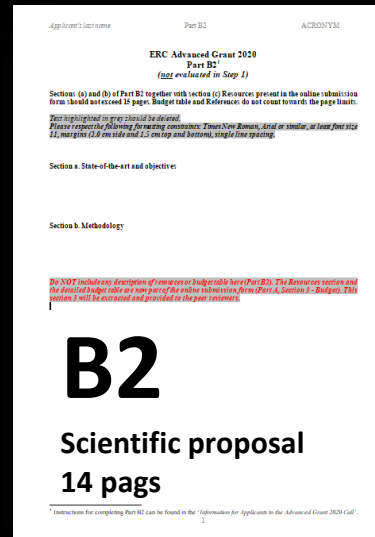 Applicant's last name Part B2 ACRONYM
ERC Advanced Grant 2020
Part B2¹
(not evaluated in Step 1)
Sections (a) and (b) of Part B2 together with section (c) Resources present in the online submission
form should not exceed 15 pages. Budget table and References do not count towards the page limits.
Text highlighted in grey should be deleted.
Please respect the following formatting constraints: Times New Roman, Arial or similar, at least font size
11, margins (2.0 cm side and 1.5 cm top and bottom), single line spacing.
Section a. State-of-the-art and objectives
Section b. Methodology
Do NOT include any description of resources or budget table here (Part B2). The Resources section and
the detailed budget table are now part of the online submission form (Part A, Section 3 - Budget). This
section 3 will be extracted and provided to the peer reviewers.
B2
Scientific proposal
14 pags
¹ Instructions for completing Part B2 can be found in the 'Information for Applicants to the Advanced Grant 2020 Call'.
1